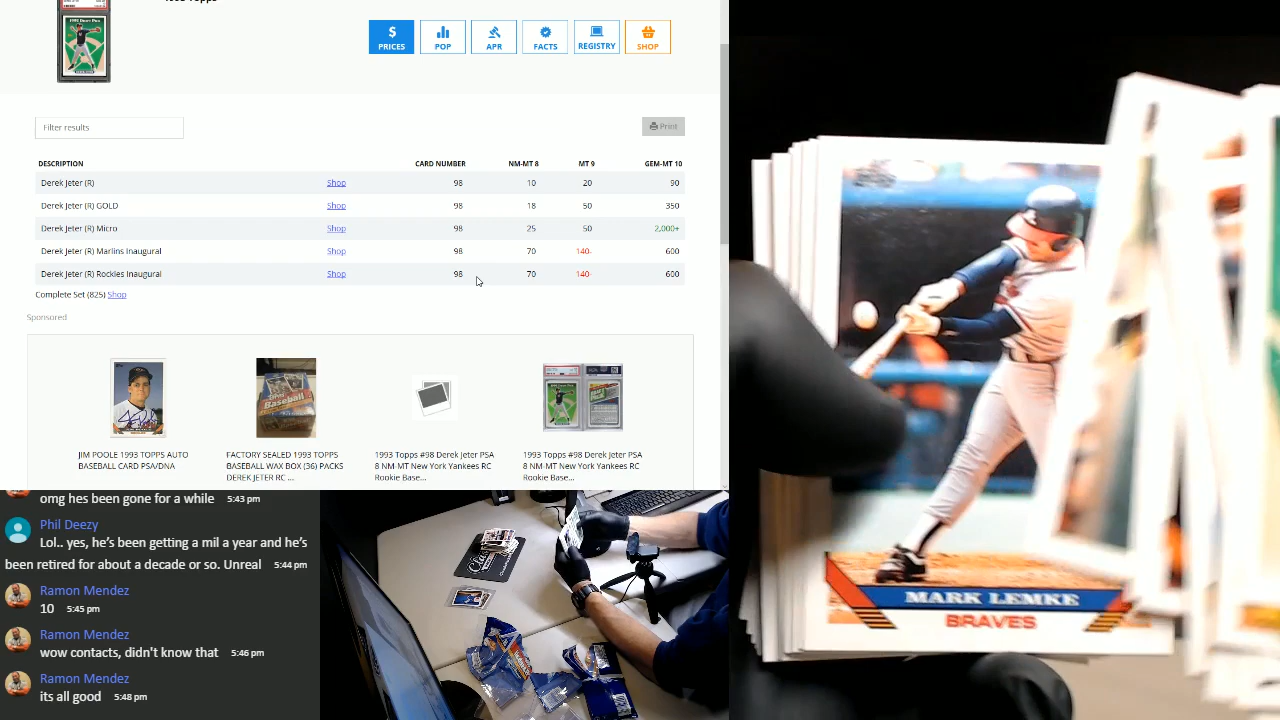 PRICES
POP
APR
FACTS
REGISTRY
SHOP
Filter results
Print
DESCRIPTION CARD NUMBER NM-MT 8 MT 9 GEM-MT 10
Derek Jeter (R) Shop 98 10 20 90
Derek Jeter (R) GOLD Shop 98 18 50 350
Derek Jeter (R) Micro Shop 98 25 50 2,000+
Derek Jeter (R) Marlins Inaugural Shop 98 70 140- 600
Derek Jeter (R) Rockies Inaugural Shop 98 70 140- 600
Complete Set (825) Shop
Sponsored
JIM POOLE 1993 TOPPS AUTO
BASEBALL CARD PSA/DNA
FACTORY SEALED 1993 TOPPS
BASEBALL WAX BOX (36) PACKS
DEREK JETER RC ...
1993 Topps #98 Derek Jeter PSA
8 NM-MT New York Yankees RC
Rookie Base...
1993 Topps #98 Derek Jeter PSA
8 NM-MT New York Yankees RC
Rookie Base...
omg hes been gone for a while 5:43 pm
Phil Deezy
Lol.. yes, he's been getting a mil a year and he's
been retired for about a decade or so. Unreal 5:44 pm
Ramon Mendez
10 5:45 pm
Ramon Mendez
wow contacts, didn't know that 5:46 pm
Ramon Mendez
its all good 5:48 pm
MARK LEMKE
BRAVES